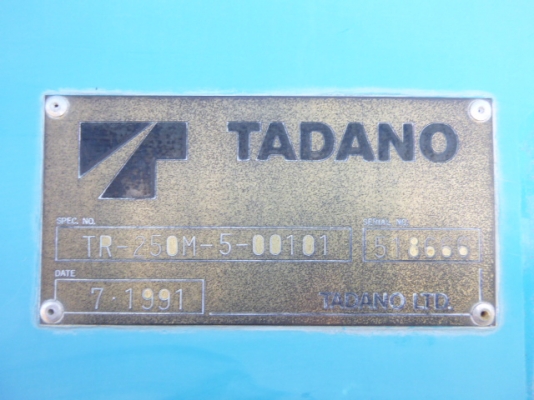 TADANO
SPEC. NO. SERIAL NO.
TR-250M-5-00101
DATE
7·1991
TADANO LTD.